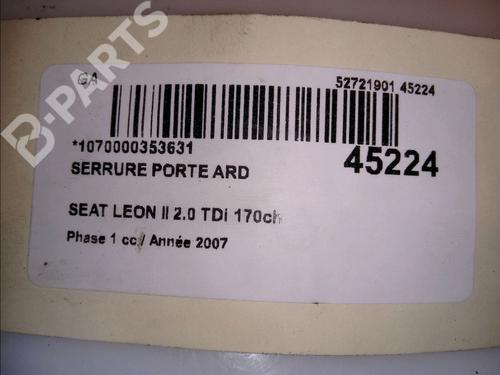 B-PARTS
GA
52721901 45224
*1070000353631
45224
SERRURE PORTE ARD
SEAT LEON II 2.0 TDi 170ch
Phase 1 cc./ Année 2007